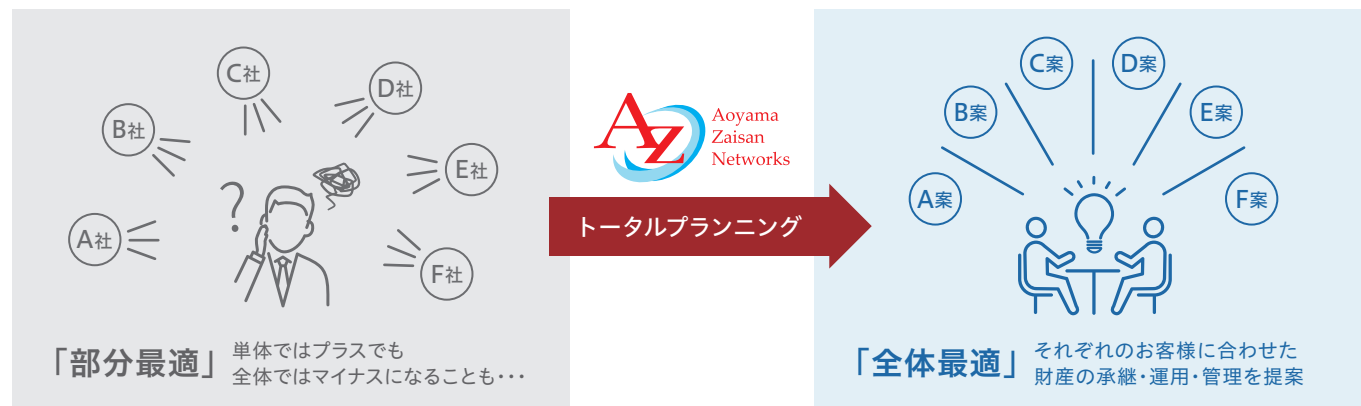 A社
B社
C社
D社
E社
F社
?
「部分最適」
単体ではプラスでも
全体ではマイナスになることも・・・
AZ
Aoyama
Zaisan
Networks
トータルプランニング
A案
B案
C案
D案
E案
F案
「全体最適」
それぞれのお客様に合わせた
財産の承継・運用・管理を提案